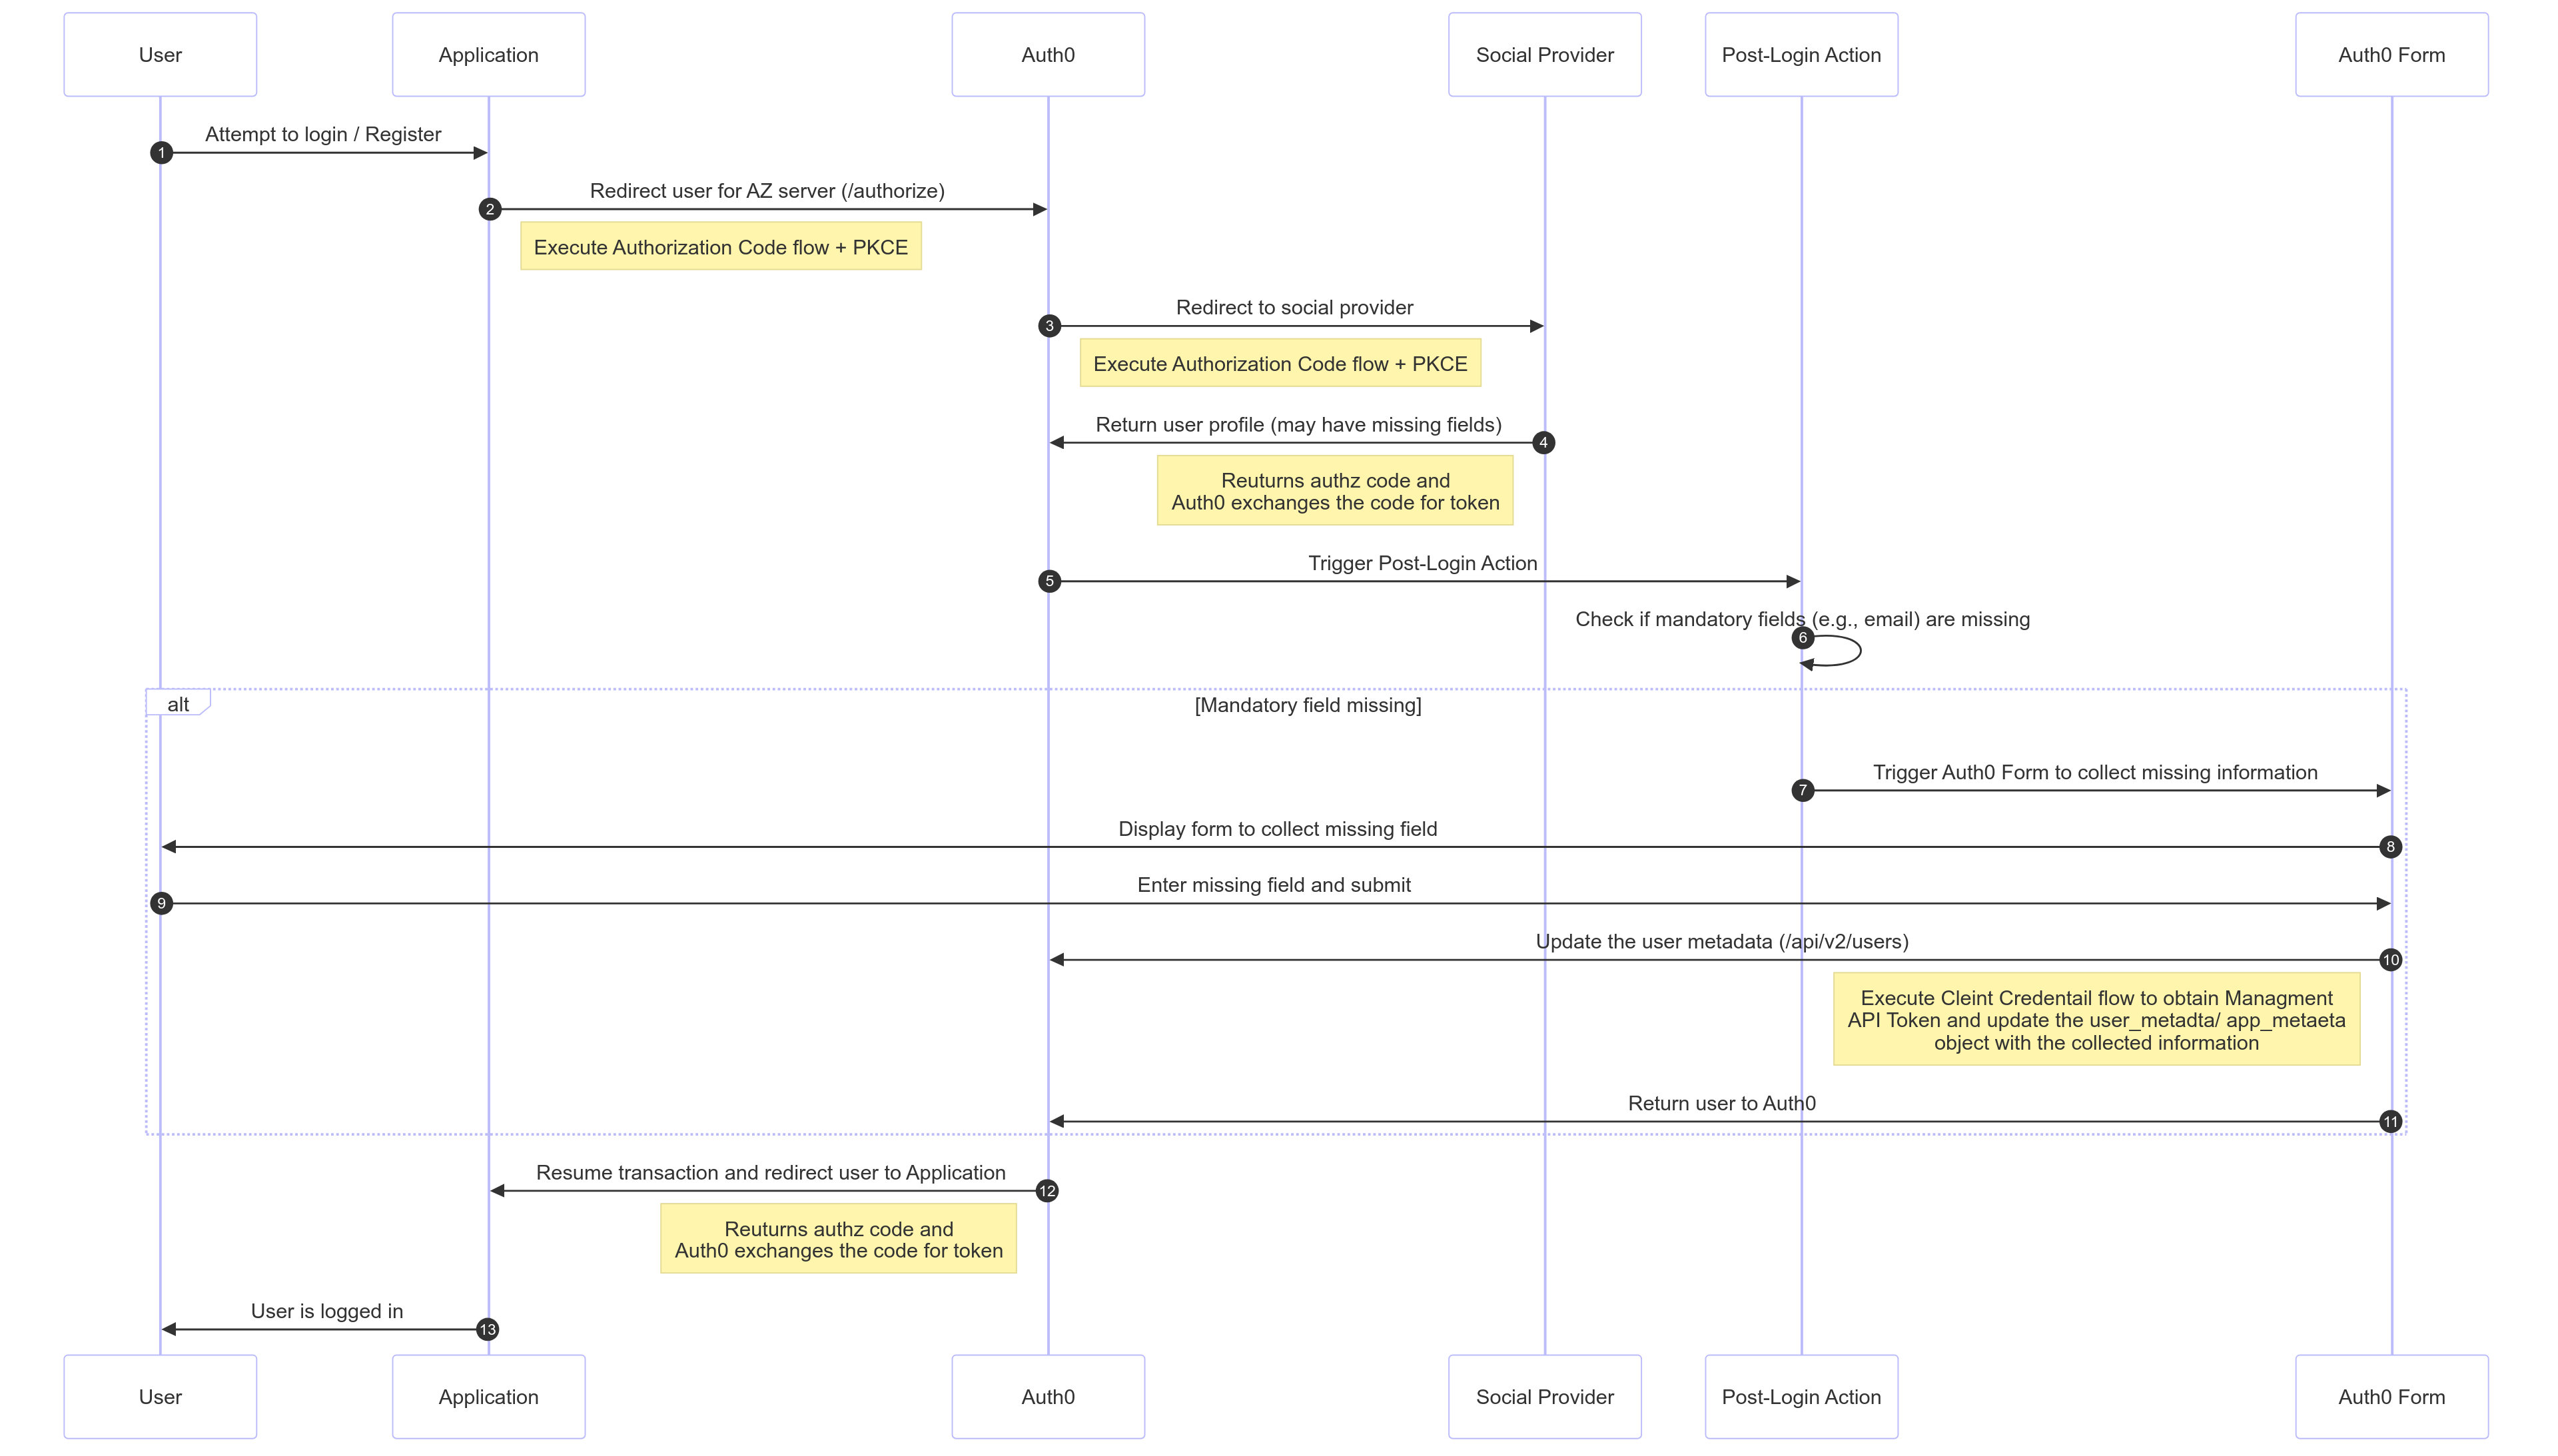 User
Application
Auth0
Social Provider
Post-Login Action
Auth0 Form
Attempt to login / Register
1
Redirect user for AZ server (/authorize)
2
Execute Authorization Code flow + PKCE
Redirect to social provider
3
Execute Authorization Code flow + PKCE
Return user profile (may have missing fields)
4
Reuturns authz code and
Auth0 exchanges the code for token
Trigger Post-Login Action
5
Check if mandatory fields (e.g., email) are missing
6
alt
[Mandatory field missing]
Trigger Auth0 Form to collect missing information
7
Display form to collect missing field
8
Enter missing field and submit
9
Update the user metadata (/api/v2/users)
10
Execute Cleint Credentail flow to obtain Managment
API Token and update the user_metadta/ app_metaeta
object with the collected information
Return user to Auth0
11
Resume transaction and redirect user to Application
12
Reuturns authz code and
Auth0 exchanges the code for token
User is logged in
13
User
Application
Auth0
Social Provider
Post-Login Action
Auth0 Form